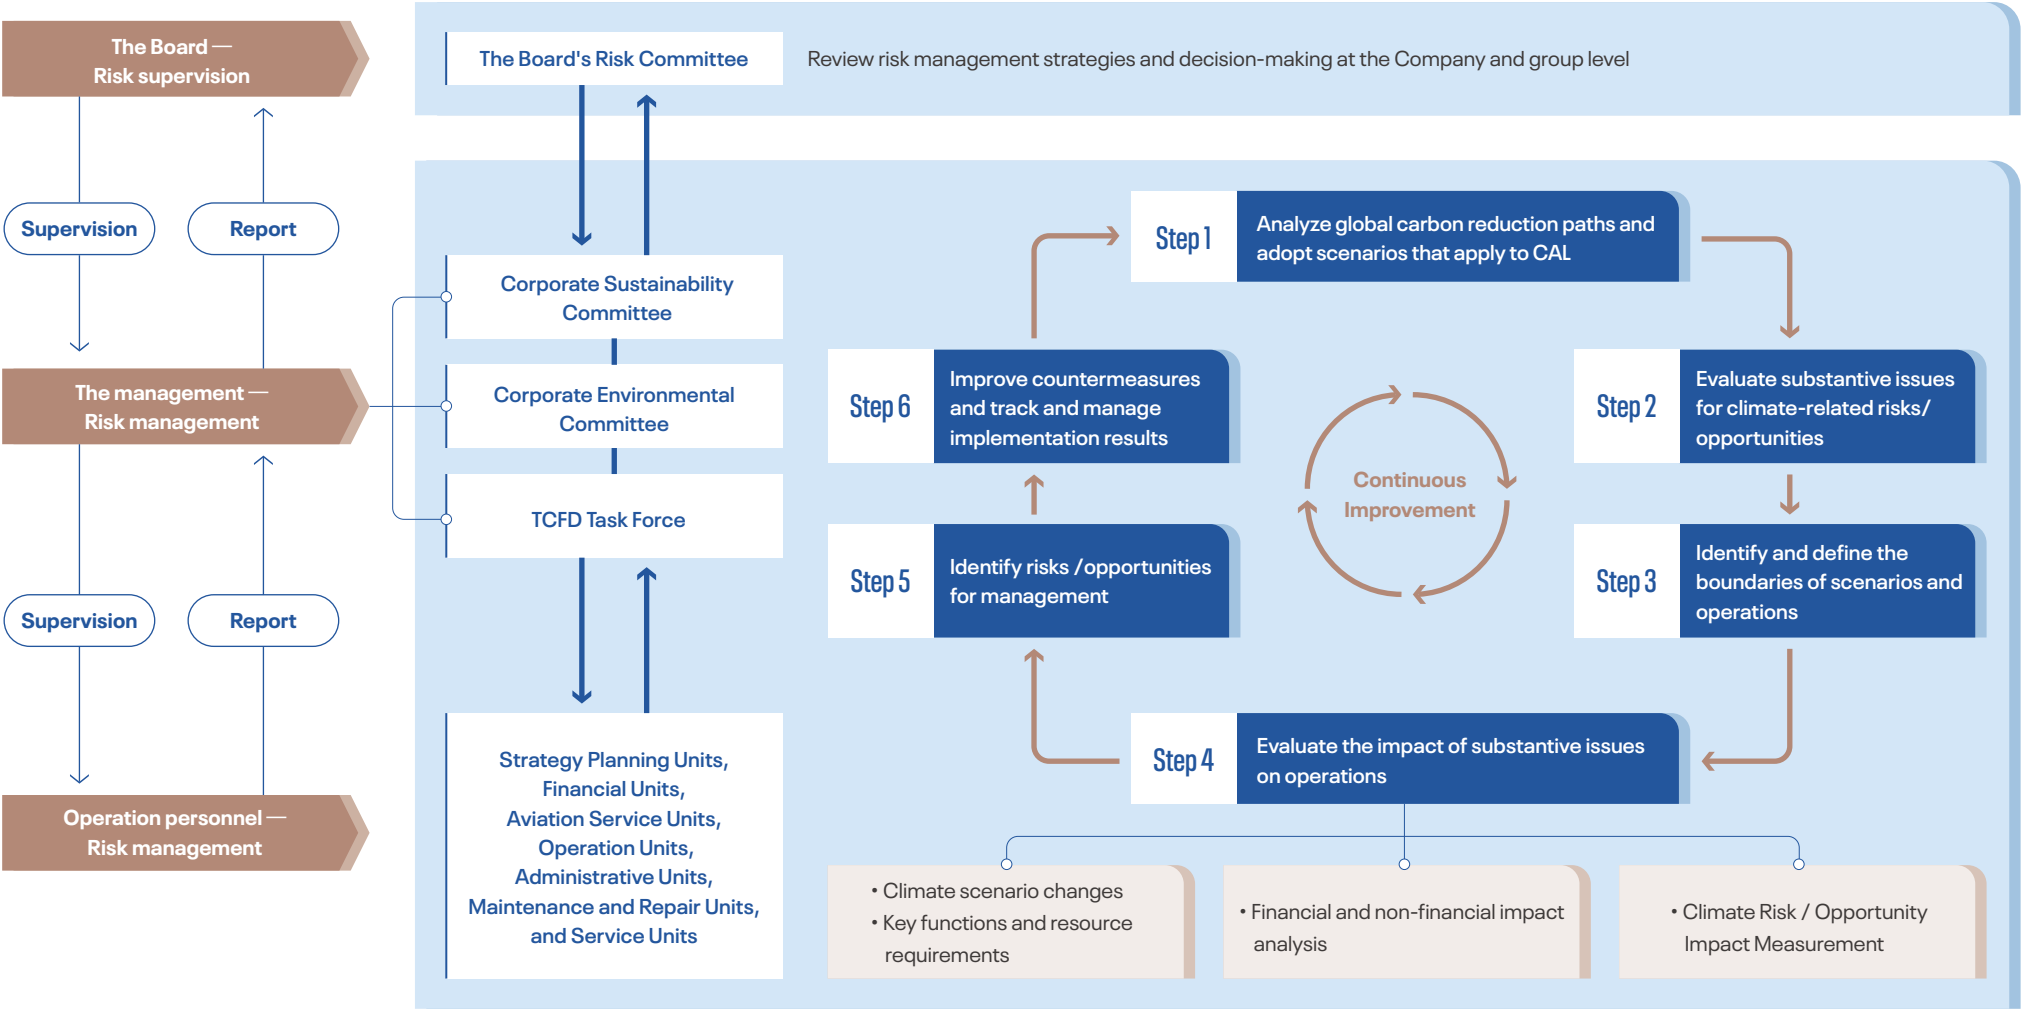 The Board —
Risk supervision
Supervision
Report
The management —
Risk management
Supervision
Report
Operation personnel —
Risk management
The Board's Risk Committee
Review risk management strategies and decision-making at the Company and group level
Corporate Sustainability
Committee
Corporate Environmental
Committee
TCFD Task Force
Strategy Planning Units,
Financial Units,
Aviation Service Units,
Operation Units,
Administrative Units,
Maintenance and Repair Units,
and Service Units
Step 1
Analyze global carbon reduction paths and
adopt scenarios that apply to CAL
Step 2
Evaluate substantive issues
for climate-related risks/
opportunities
Step 3
Identify and define the
boundaries of scenarios and
operations
Step 4
Evaluate the impact of substantive issues
on operations
Step 5
Identify risks /opportunities
for management
Step 6
Improve countermeasures
and track and manage
implementation results
Continuous
Improvement
• Climate scenario changes
• Key functions and resource
requirements
• Financial and non-financial impact
analysis
• Climate Risk / Opportunity
Impact Measurement